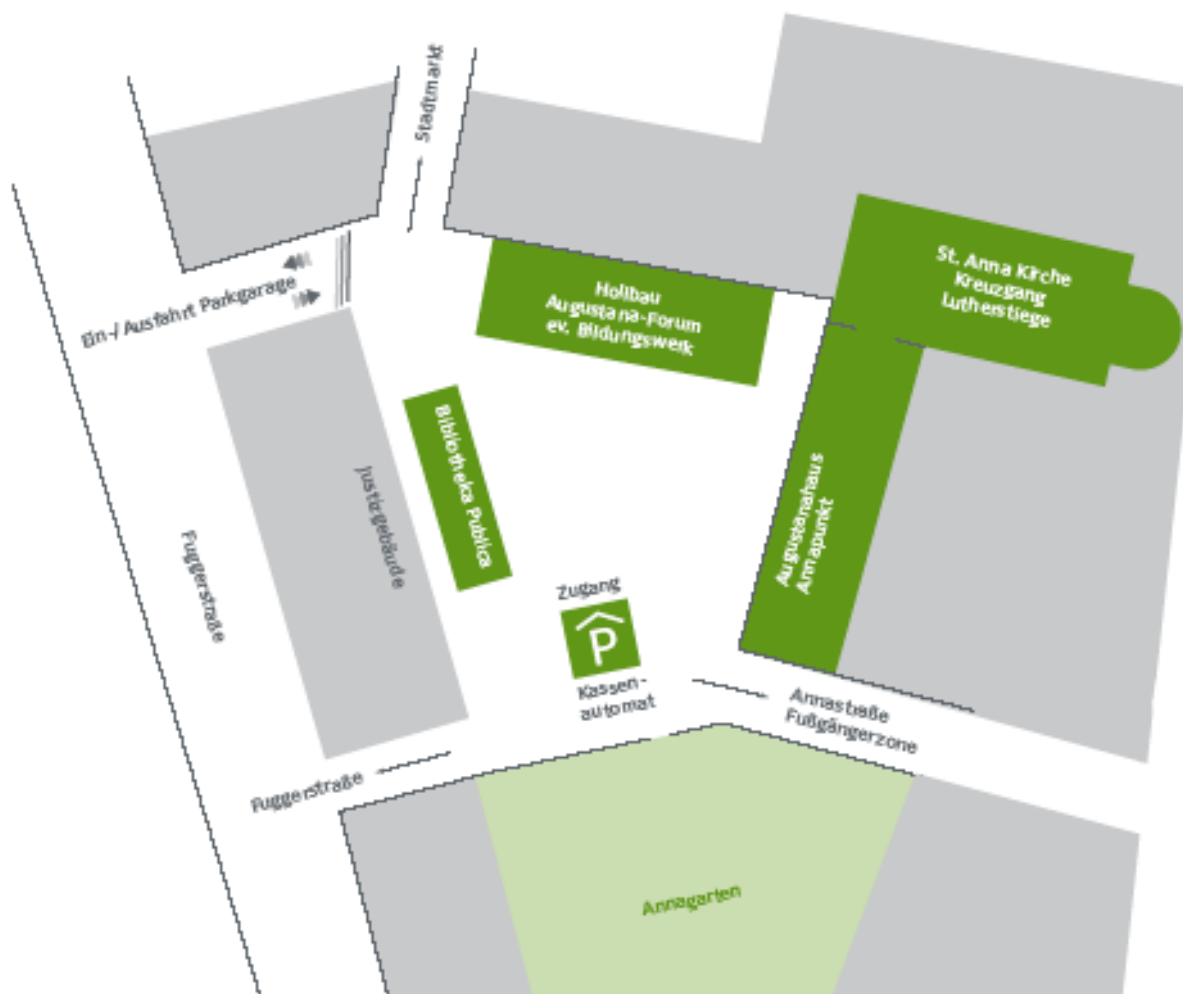 Stadtmarkt
St. Anna Kirche
Kreuzgang
Lutherstiege
Ein-/ Ausfahrt Parkgarage
Hollbau
Augustana-Forum
ev. Bildungswerk
Bibliotheka Publica
Justizgebäude
Augustanahaus
Annapunkt
Fuggerstraße
Zugang
P
Kassen-
automat
Annastraße
Fußgängerzone
Fuggerstraße
Annagarten